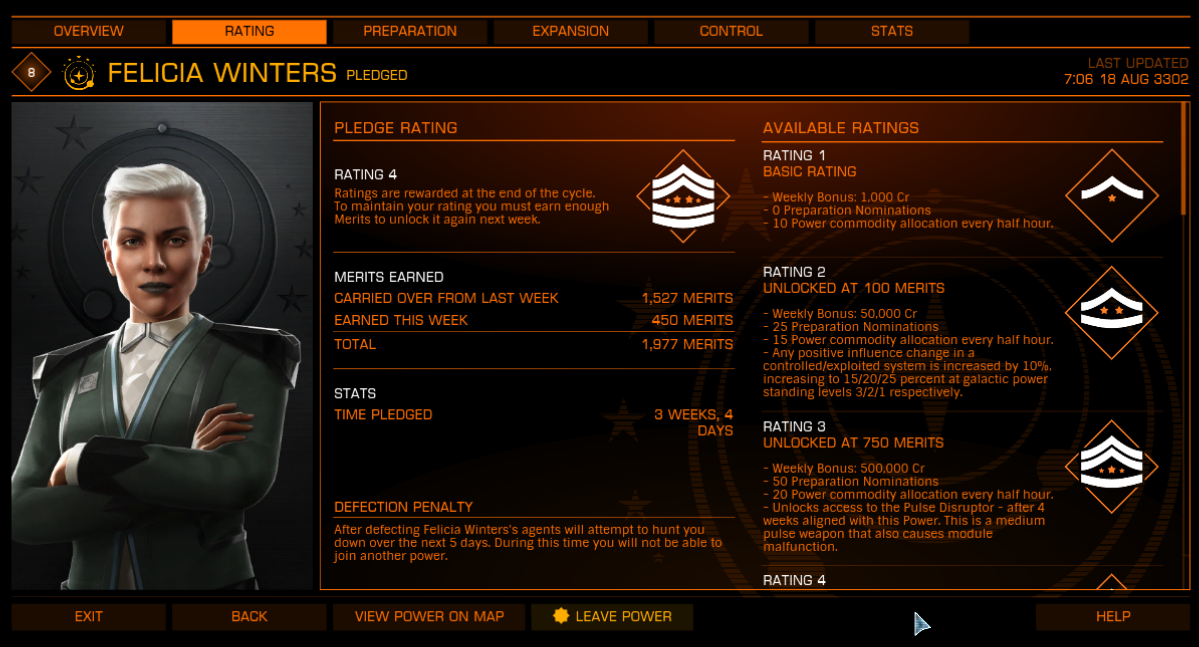 OVERVIEW RATING PREPARATION EXPANSION CONTROL STATS
8 FELICIA WINTERS PLEDGED
LAST UPDATED
7:06 18 AUG 3302
PLEDGE RATING
RATING 4
Ratings are rewarded at the end of the cycle.
To maintain your rating you must earn enough
Merits to unlock it again next week.
MERITS EARNED
CARRIED OVER FROM LAST WEEK 1,527 MERITS
EARNED THIS WEEK 450 MERITS
TOTAL 1,977 MERITS
STATS
TIME PLEDGED 3 WEEKS, 4
DAYS
DEFECTION PENALTY
After defecting Felicia Winters's agents will attempt to hunt you
down over the next 5 days. During this time you will not be able to
join another power.
AVAILABLE RATINGS
RATING 1
BASIC RATING
- Weekly Bonus: 1,000 Cr
- 0 Preparation Nominations
- 10 Power commodity allocation every half hour.
RATING 2
UNLOCKED AT 100 MERITS
- Weekly Bonus: 50,000 Cr
- 25 Preparation Nominations
- 15 Power commodity allocation every half hour.
- Any positive influence change in a
controlled/exploited system is increased by 10%,
increasing to 15/20/25 percent at galactic power
standing levels 3/2/1 respectively.
RATING 3
UNLOCKED AT 750 MERITS
- Weekly Bonus: 500,000 Cr
- 50 Preparation Nominations
- 20 Power commodity allocation every half hour.
- Unlocks access to the Pulse Disruptor - after 4
weeks aligned with this Power. This is a medium
pulse weapon that also causes module
malfunction.
RATING 4
EXIT BACK VIEW POWER ON MAP LEAVE POWER HELP